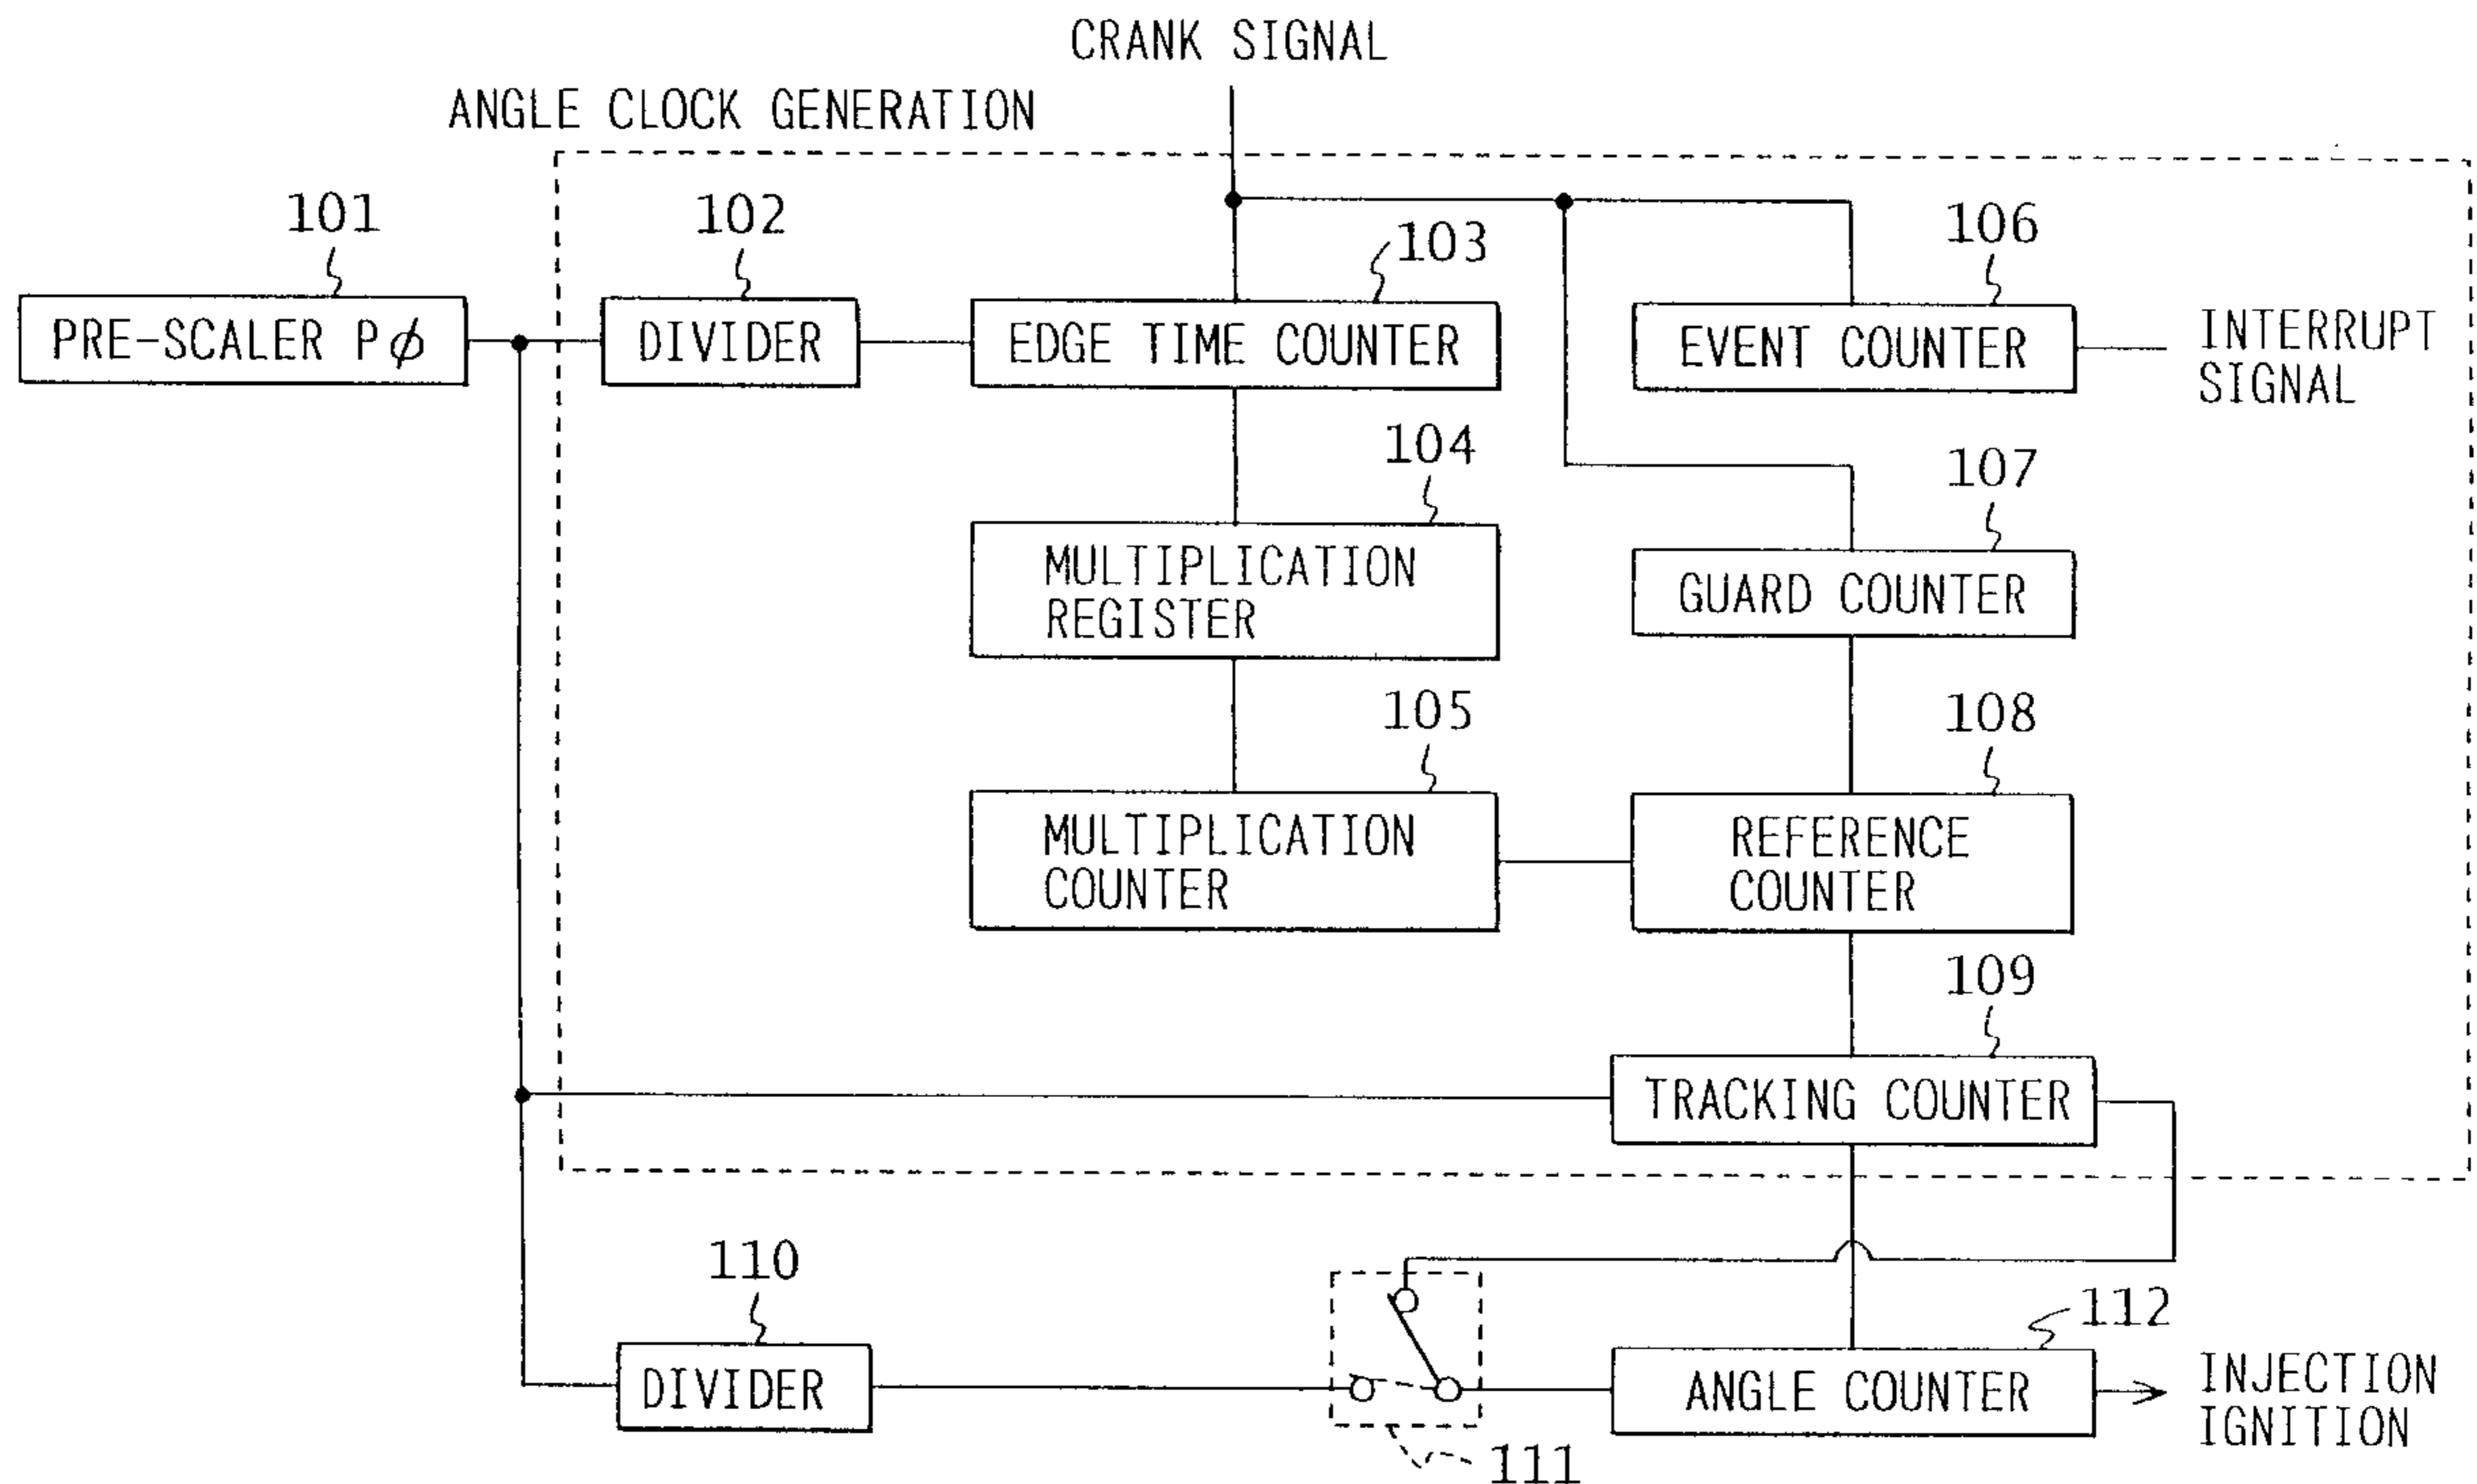 CRANK SIGNAL
ANGLE CLOCK GENERATION
101
102
103
106
PRE-SCALER Pϕ
DIVIDER
EDGE TIME COUNTER
EVENT COUNTER
INTERRUPT
SIGNAL
104
107
MULTIPLICATION
REGISTER
GUARD COUNTER
105
108
MULTIPLICATION
COUNTER
REFERENCE
COUNTER
109
TRACKING COUNTER
110
112
DIVIDER
ANGLE COUNTER
INJECTION
IGNITION
111